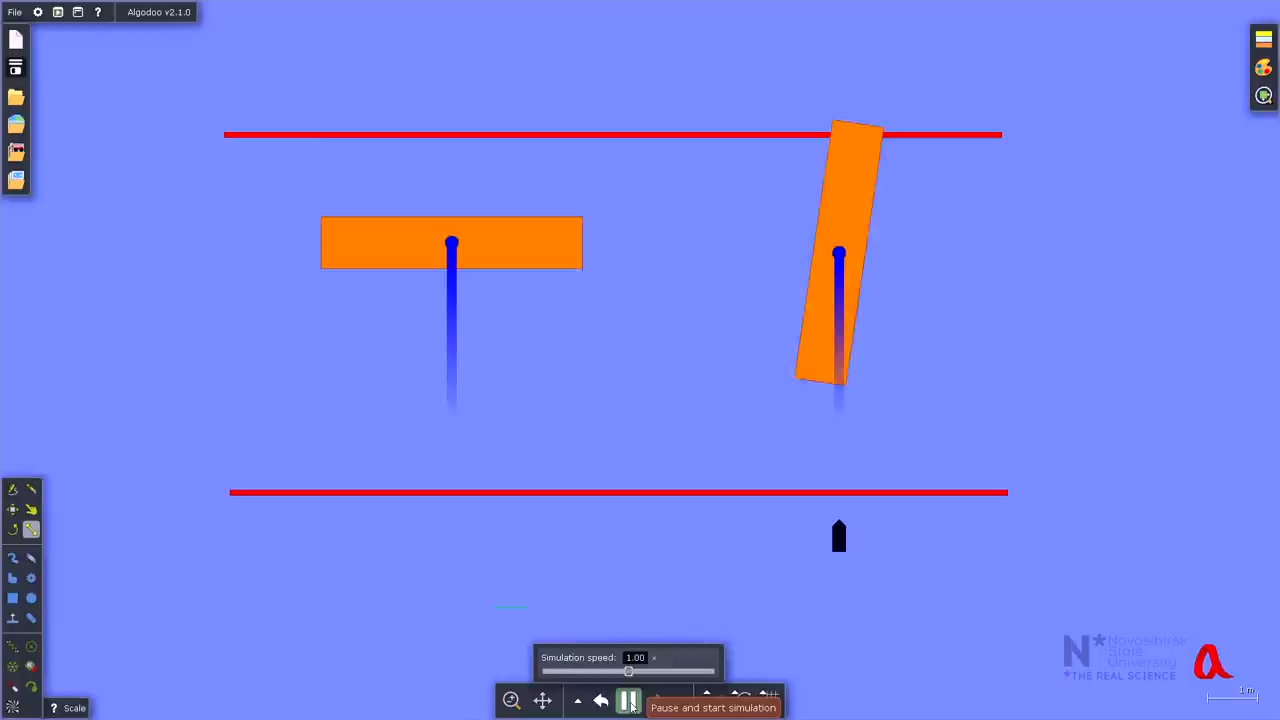 File
?
Algodoo v2.1.0
Simulation speed: 1.00 ×
Pause and start simulation
? Scale
N* Novosibirsk
State
University
*THE REAL SCIENCE
a
1 m